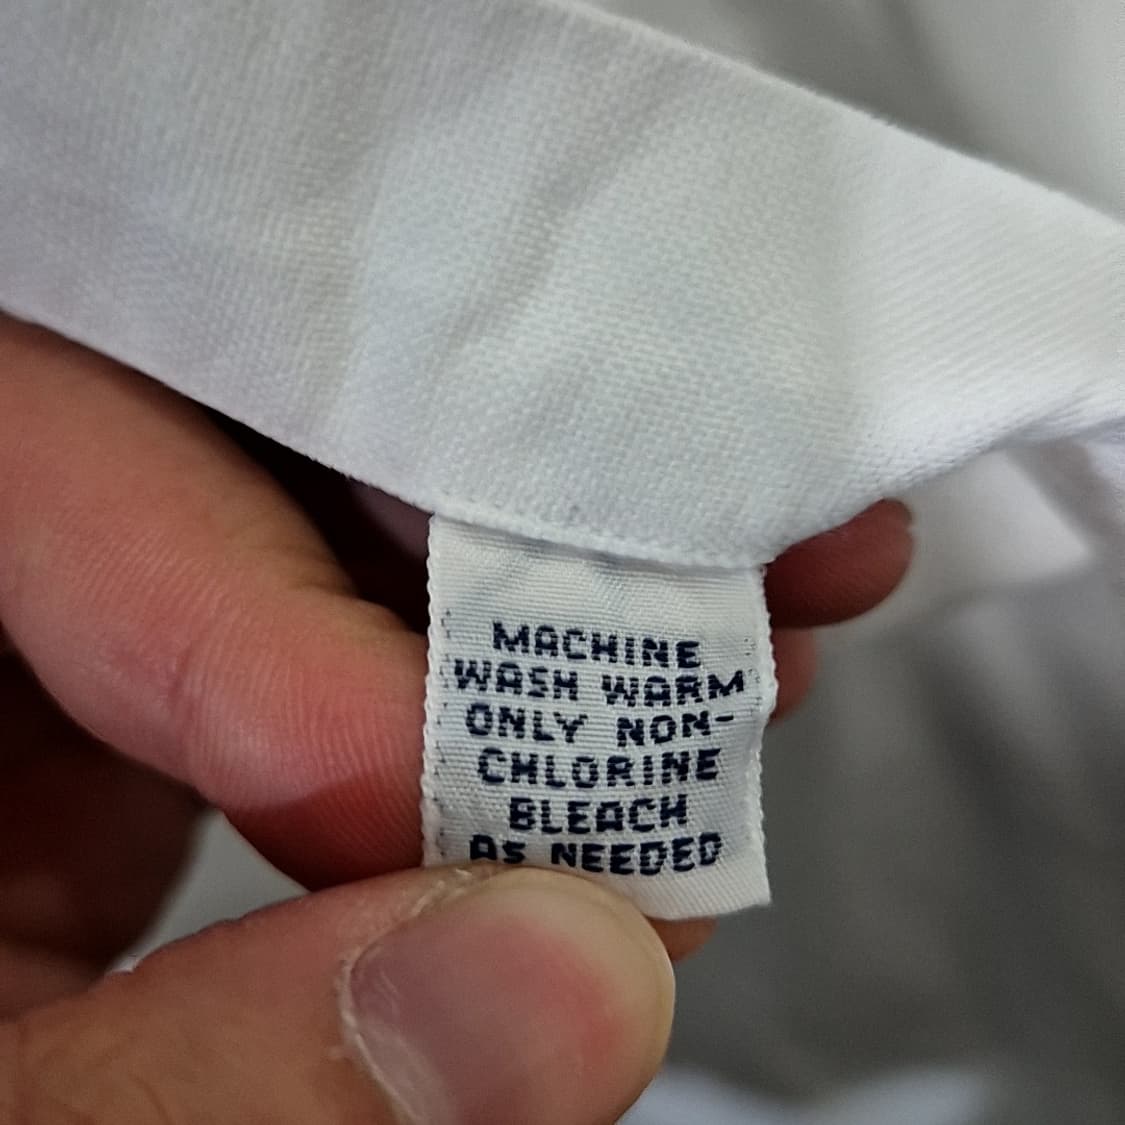 MACHINE
WASH WARM
ONLY NON-
CHLORINE
BLEACH
AS NEEDED